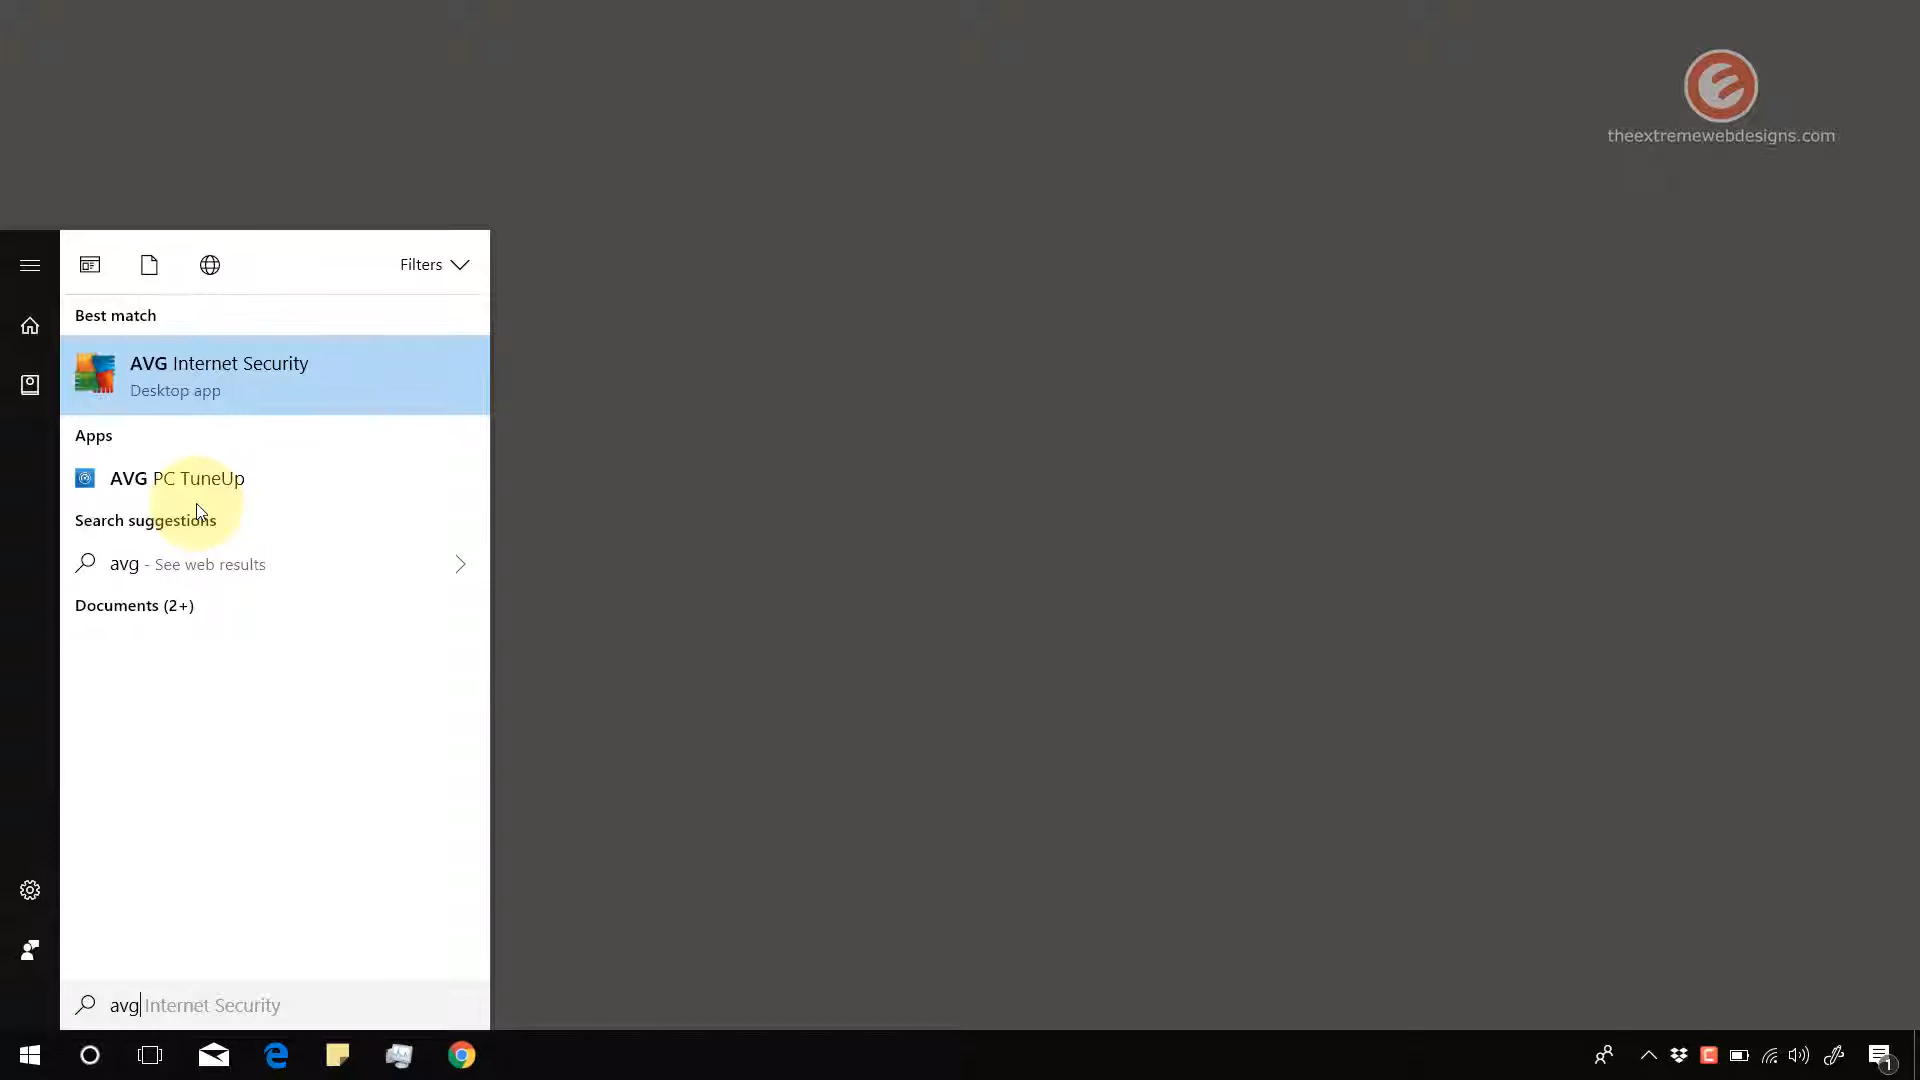 theextremewebdesigns.com
Filters
Best match
AVG Internet Security
Desktop app
Apps
AVG PC TuneUp
Search suggestions
avg - See web results
Documents (2+)
avg Internet Security
1